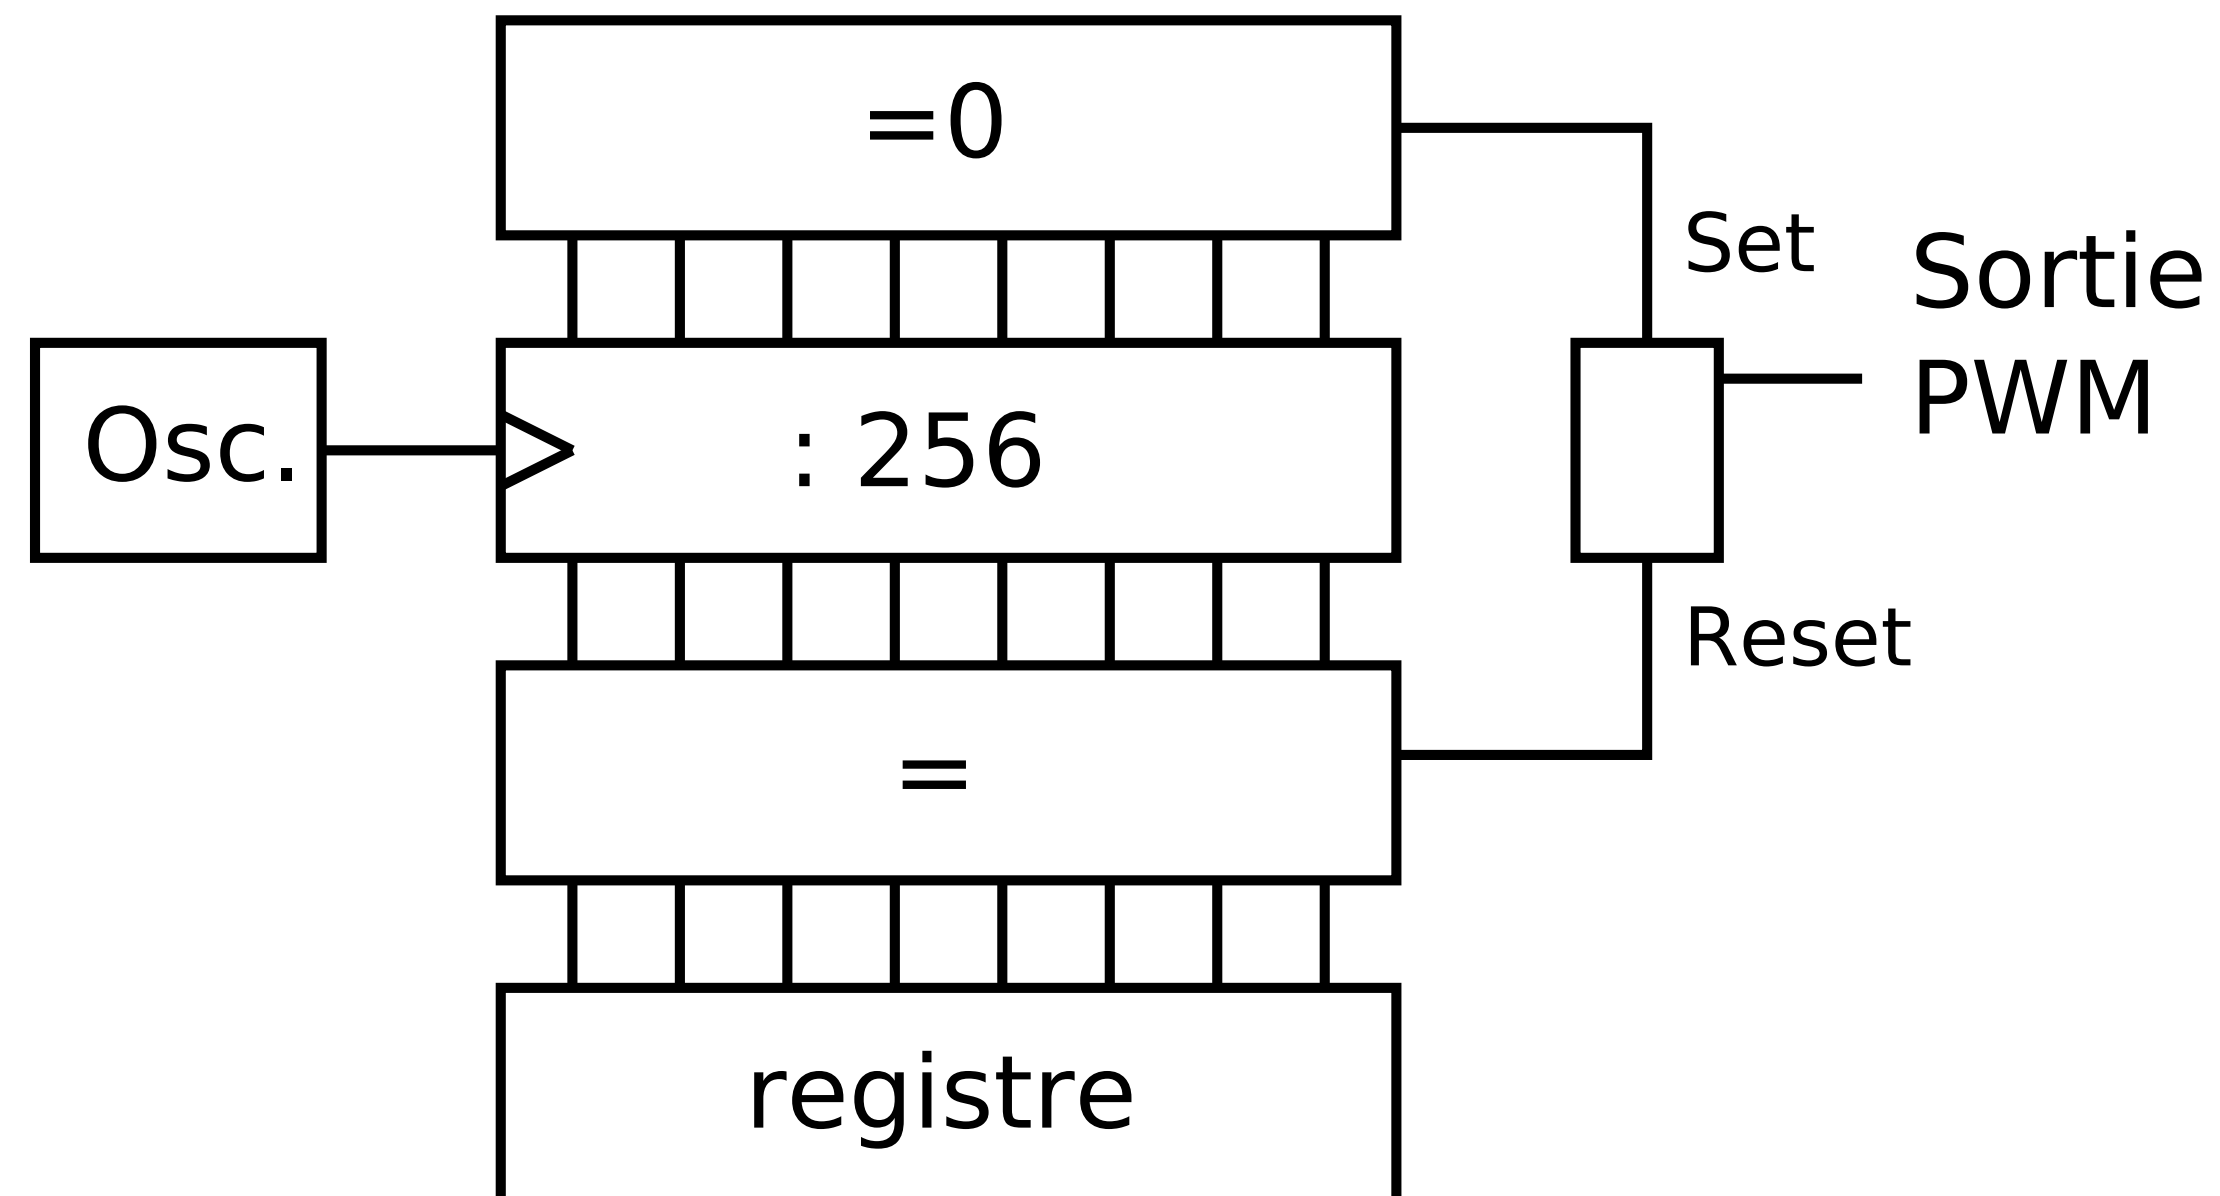 =0
Set
Sortie
PWM
Osc.
: 256
Reset
=
registre